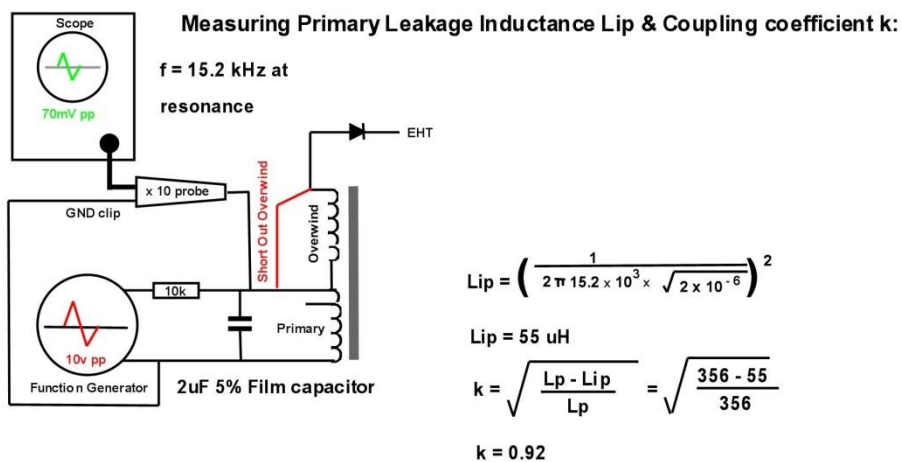 Measuring Primary Leakage Inductance Lip & Coupling coefficient k:
Scope
70mV pp
f = 15.2 kHz at
resonance
EHT
x 10 probe
GND clip
Short Out Overwind
Overwind
10k
Primary
10v pp
Function Generator
2uF 5% Film capacitor
Lip = ( 1 / 2 π 15.2 x 10³ x √ 2 x 10⁻⁶ ) ²
Lip = 55 uH
k = √ Lp - Lip / Lp = √ 356 - 55 / 356
k = 0.92